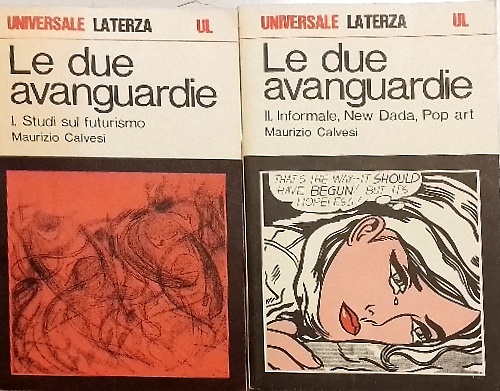 UNIVERSALE LATERZA UL
Le due
avanguardie
I. Studi sul futurismo
Maurizio Calvesi
UNIVERSALE LATERZA UL
Le due
avanguardie
II. Informale, New Dada, Pop art
Maurizio Calvesi
THAT'S THE WAY--IT SHOULD
HAVE BEGUN! BUT IT'S
HOPELESS!